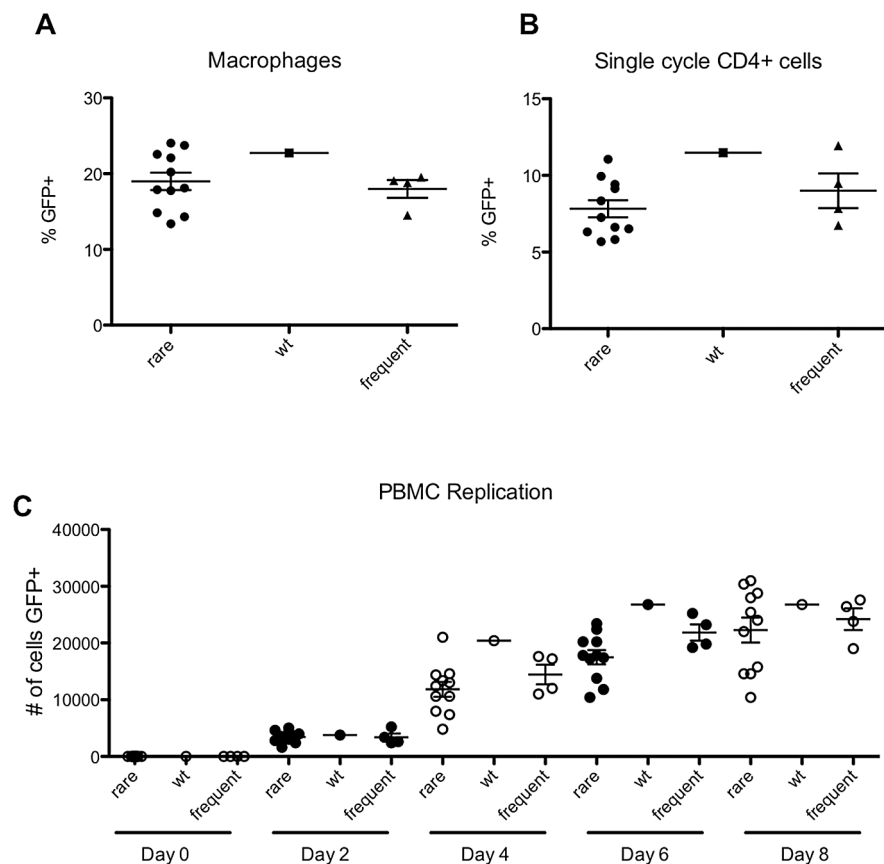 A
Macrophages
% GFP+
30
20
10
0
rare
wt
frequent
B
Single cycle CD4+ cells
% GFP+
15
10
5
0
rare
wt
frequent
C
PBMC Replication
# of cells GFP+
40000
30000
20000
10000
0
rare
wt
frequent
rare
wt
frequent
rare
wt
frequent
rare
wt
frequent
rare
wt
frequent
Day 0
Day 2
Day 4
Day 6
Day 8